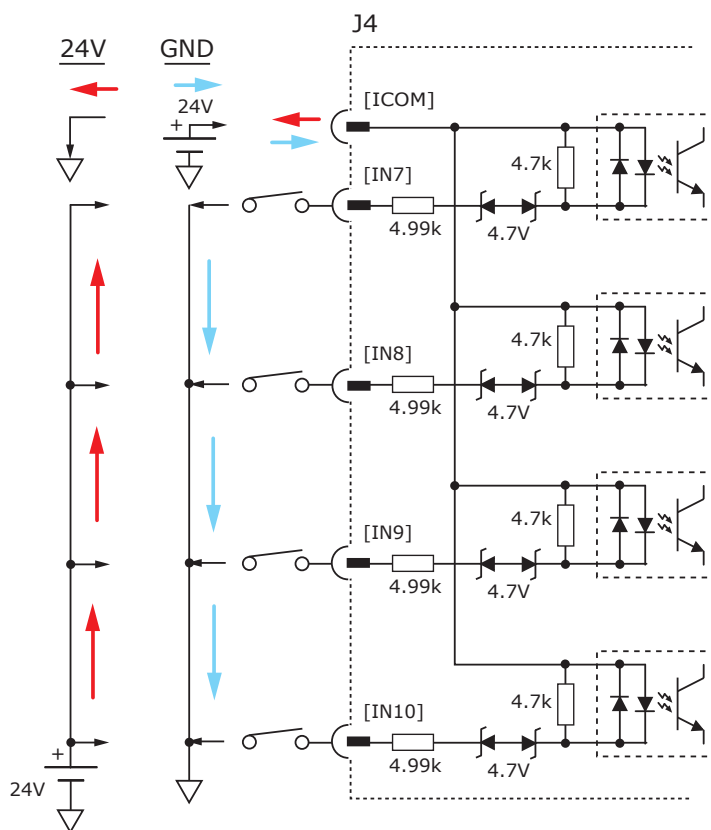 J4
24V GND
24V
+
[ICOM]
4.7k
[IN7]
4.99k
4.7V
4.7k
[IN8]
4.99k
4.7V
4.7k
[IN9]
4.99k
4.7V
4.7k
[IN10]
4.99k
4.7V
+
24V